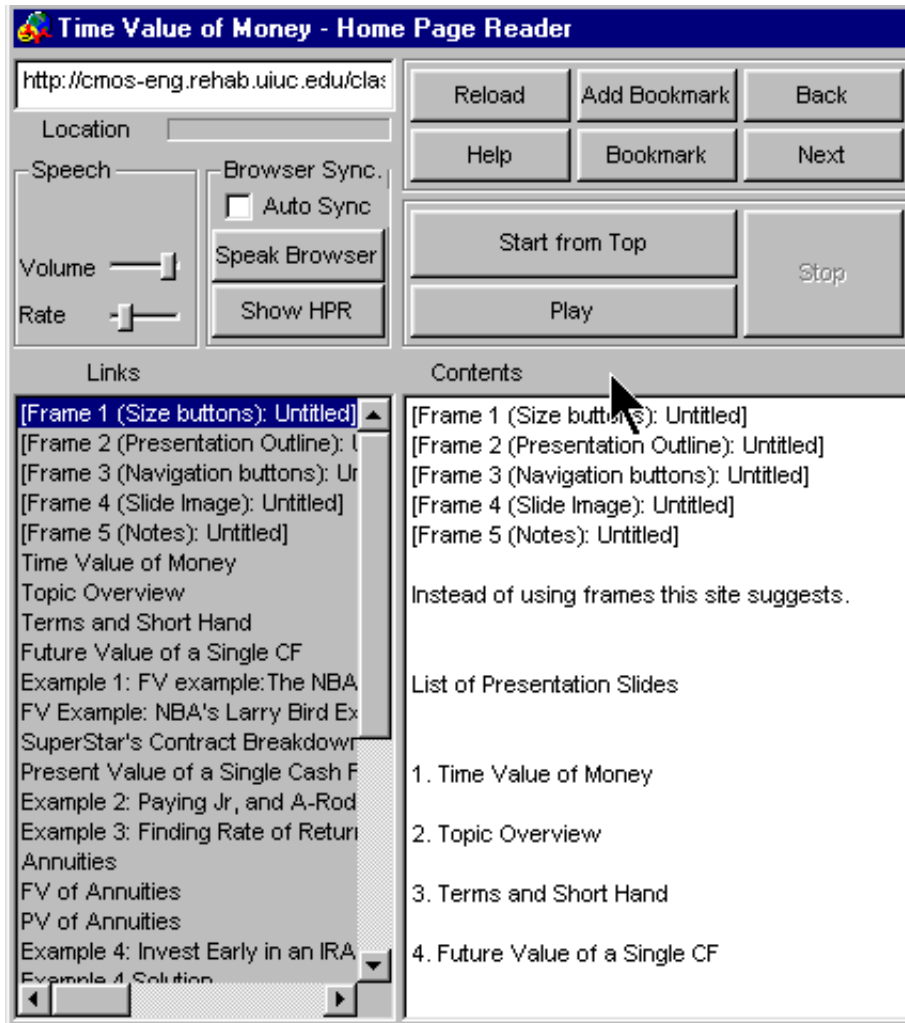 Time Value of Money - Home Page Reader
http://cmos-eng.rehab.uiuc.edu/clas
Location
Reload
Add Bookmark
Back
Help
Bookmark
Next
Speech
Volume
Rate
Browser Sync.
Auto Sync
Speak Browser
Show HPR
Start from Top
Play
Stop
Links
[Frame 1 (Size buttons): Untitled]
[Frame 2 (Presentation Outline): U
[Frame 3 (Navigation buttons): Un
[Frame 4 (Slide Image): Untitled]
[Frame 5 (Notes): Untitled]
Time Value of Money
Topic Overview
Terms and Short Hand
Future Value of a Single CF
Example 1: FV example:The NBA
FV Example: NBA's Larry Bird Ex
SuperStar's Contract Breakdown
Present Value of a Single Cash F
Example 2: Paying Jr, and A-Rod
Example 3: Finding Rate of Return
Annuities
FV of Annuities
PV of Annuities
Example 4: Invest Early in an IRA
Example 4 Solution
Contents
[Frame 1 (Size buttons): Untitled]
[Frame 2 (Presentation Outline): Untitled]
[Frame 3 (Navigation buttons): Untitled]
[Frame 4 (Slide Image): Untitled]
[Frame 5 (Notes): Untitled]
Instead of using frames this site suggests.
List of Presentation Slides
1. Time Value of Money
2. Topic Overview
3. Terms and Short Hand
4. Future Value of a Single CF